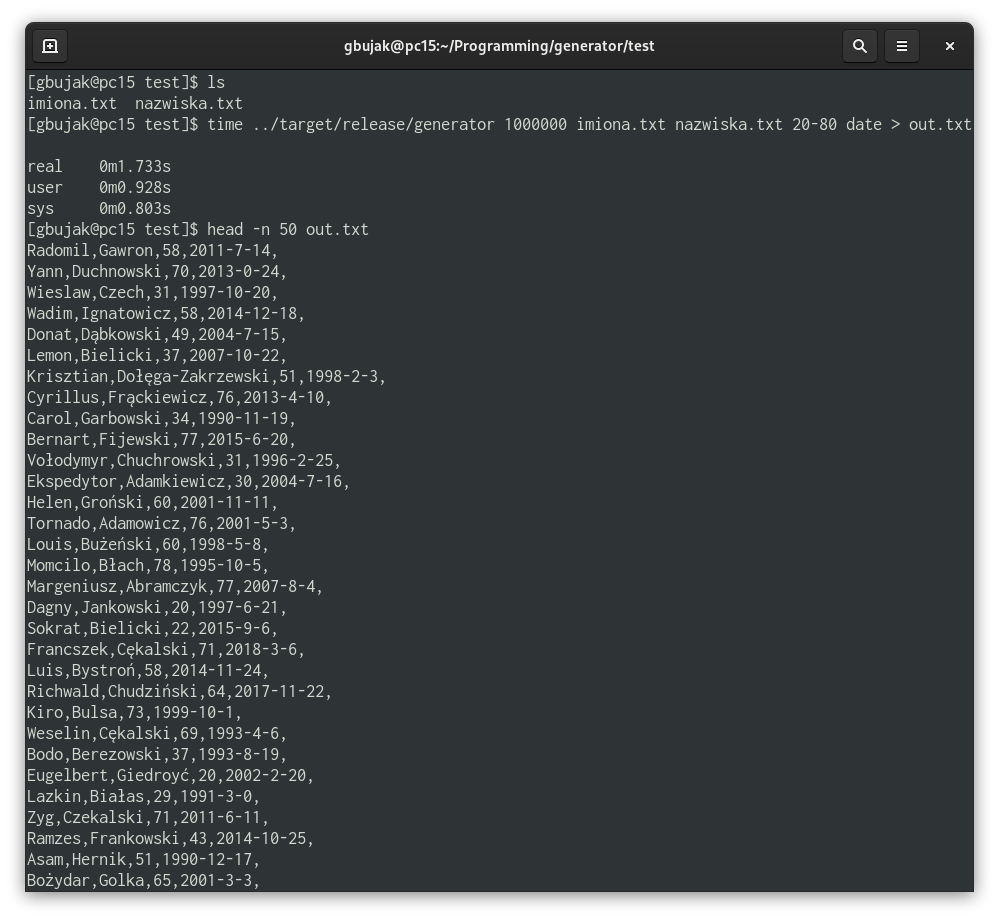 gbujak@pc15:~/Programming/generator/test
[gbujak@pc15 test]$ ls
imiona.txt  nazwiska.txt
[gbujak@pc15 test]$ time ../target/release/generator 1000000 imiona.txt nazwiska.txt 20-80 date > out.txt
real    0m1.733s
user    0m0.928s
sys     0m0.803s
[gbujak@pc15 test]$ head -n 50 out.txt
Radomil,Gawron,58,2011-7-14,
Yann,Duchnowski,70,2013-0-24,
Wieslaw,Czech,31,1997-10-20,
Wadim,Ignatowicz,58,2014-12-18,
Donat,Dąbkowski,49,2004-7-15,
Lemon,Bielicki,37,2007-10-22,
Krisztian,Dołęga-Zakrzewski,51,1998-2-3,
Cyrillus,Frąckiewicz,76,2013-4-10,
Carol,Garbowski,34,1990-11-19,
Bernart,Fijewski,77,2015-6-20,
Vołodymyr,Chuchrowski,31,1996-2-25,
Ekspedytor,Adamkiewicz,30,2004-7-16,
Helen,Groński,60,2001-11-11,
Tornado,Adamowicz,76,2001-5-3,
Louis,Bużeński,60,1998-5-8,
Momcilo,Błach,78,1995-10-5,
Margeniusz,Abramczyk,77,2007-8-4,
Dagny,Jankowski,20,1997-6-21,
Sokrat,Bielicki,22,2015-9-6,
Francszek,Cękalski,71,2018-3-6,
Luis,Bystroń,58,2014-11-24,
Richwald,Chudziński,64,2017-11-22,
Kiro,Bulsa,73,1999-10-1,
Weselin,Cękalski,69,1993-4-6,
Bodo,Berezowski,37,1993-8-19,
Eugelbert,Giedroyć,20,2002-2-20,
Lazkin,Białas,29,1991-3-0,
Zyg,Czekalski,71,2011-6-11,
Ramzes,Frankowski,43,2014-10-25,
Asam,Hernik,51,1990-12-17,
Bożydar,Golka,65,2001-3-3,